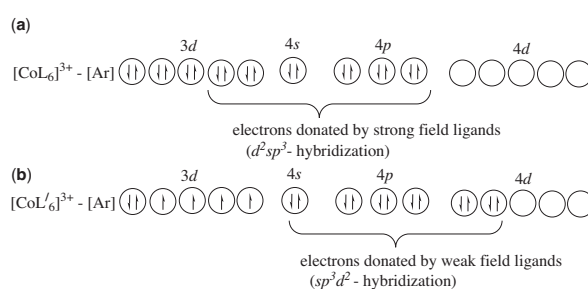 (a)
3d 4s 4p 4d
[CoL₆]³⁺ - [Ar]
electrons donated by strong field ligands
(d²sp³- hybridization)
(b)
3d 4s 4p 4d
[CoL′₆]³⁺ - [Ar]
electrons donated by weak field ligands
(sp³d² - hybridization)